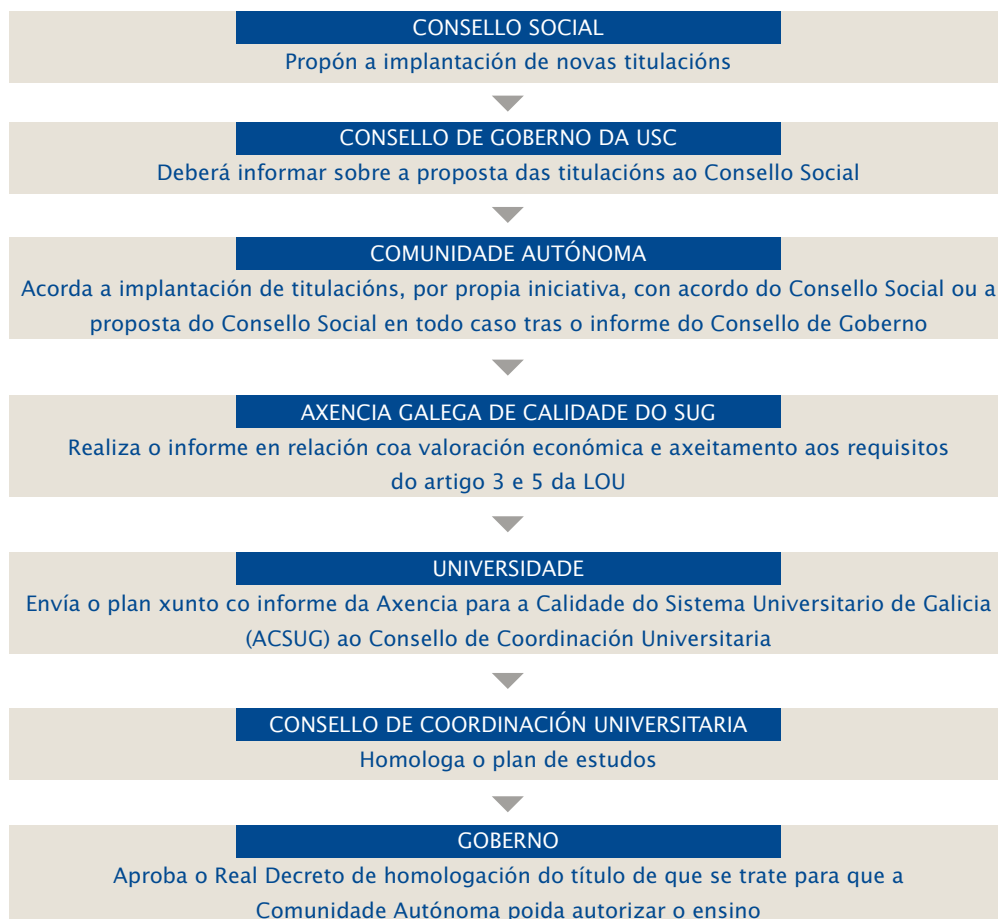 CONSELLO SOCIAL
Propón a implantación de novas titulacións
CONSELLO DE GOBERNO DA USC
Deberá informar sobre a proposta das titulacións ao Consello Social
COMUNIDADE AUTÓNOMA
Acorda a implantación de titulacións, por propia iniciativa, con acordo do Consello Social ou a
proposta do Consello Social en todo caso tras o informe do Consello de Goberno
AXENCIA GALEGA DE CALIDADE DO SUG
Realiza o informe en relación coa valoración económica e axeitamento aos requisitos
do artigo 3 e 5 da LOU
UNIVERSIDADE
Envía o plan xunto co informe da Axencia para a Calidade do Sistema Universitario de Galicia
(ACSUG) ao Consello de Coordinación Universitaria
CONSELLO DE COORDINACIÓN UNIVERSITARIA
Homologa o plan de estudos
GOBERNO
Aproba o Real Decreto de homologación do título de que se trate para que a
Comunidade Autónoma poida autorizar o ensino